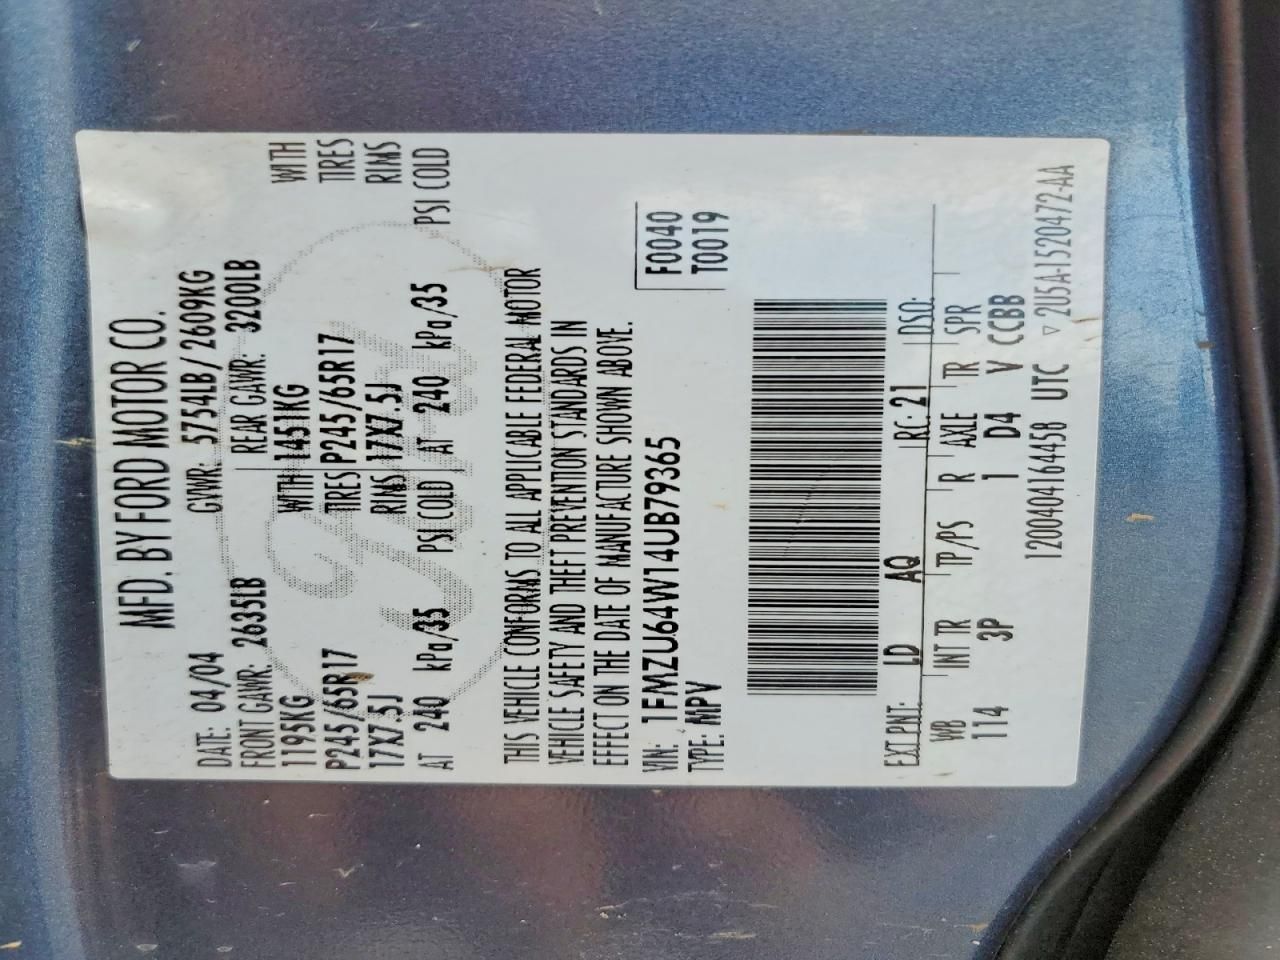 MFD. BY FORD MOTOR CO.
DATE: 04/04 GVWR: 5754LB/2609KG
FRONT GAWR: 2635LB REAR GAWR: 3200LB
1195KG WITH 1451KG WITH
P245/65R17 TIRES P245/65R17 TIRES
17X7.5J RIMS 17X7.5J RIMS
AT 240 kPa/35 PSI COLD AT 240 kPa/35 PSI COLD
THIS VEHICLE CONFORMS TO ALL APPLICABLE FEDERAL MOTOR
VEHICLE SAFETY AND THEFT PREVENTION STANDARDS IN
EFFECT ON THE DATE OF MANUFACTURE SHOWN ABOVE.
VIN: 1FMZU64W14UB79365 F0040
TYPE: MPV T0019
EXT PNT: LD AQ RC: 21 DSO:
WB INT TR TP/PS R AXLE TR SPR
114 3P 1 D4 V CCBB
1200404164458 UTC ▽ 2U5A-1520472-AA
Ford